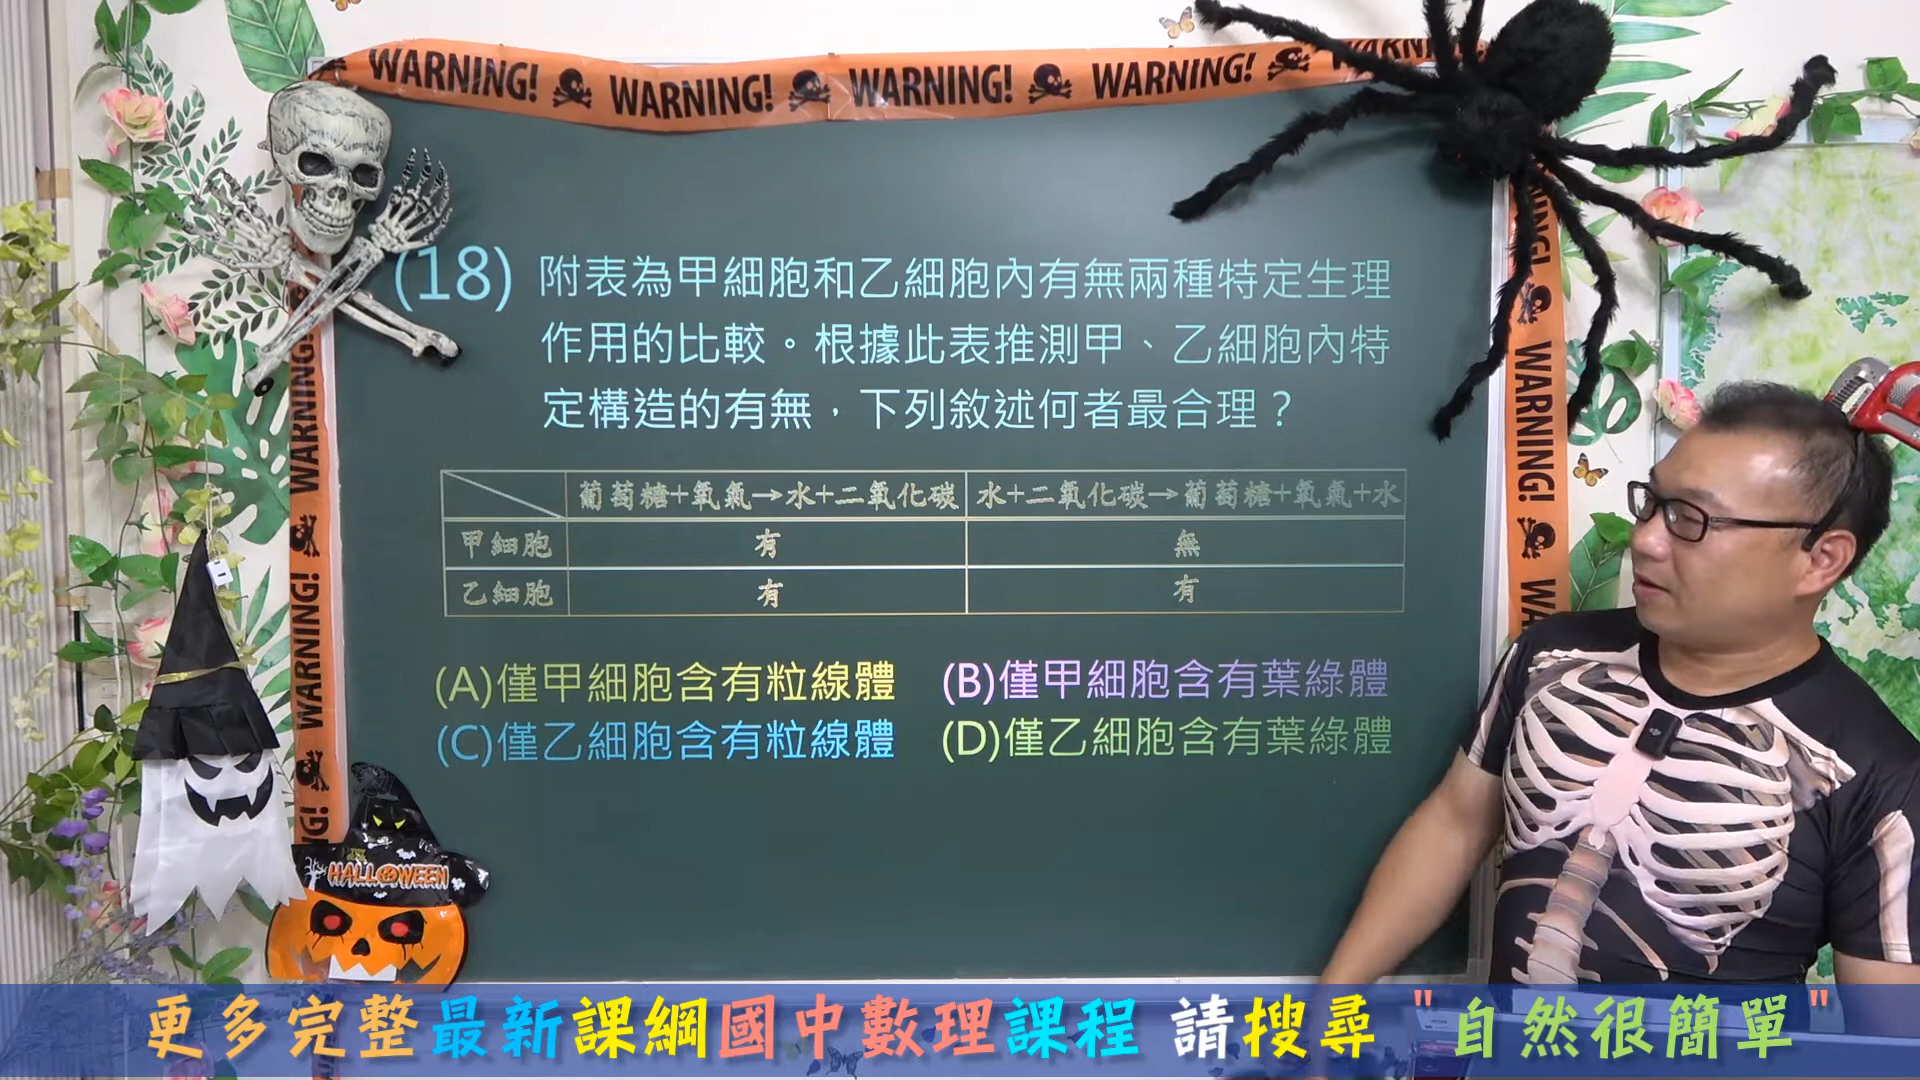 WARNING! WARNING! WARNING! WARNING!
(18) 附表為甲細胞和乙細胞內有無兩種特定生理
作用的比較。根據此表推測甲、乙細胞內特
定構造的有無，下列敘述何者最合理？
葡萄糖+氧氣→水+二氧化碳 水+二氧化碳→葡萄糖+氧氣+水
甲細胞 有 無
乙細胞 有 有
(A)僅甲細胞含有粒線體 (B)僅甲細胞含有葉綠體
(C)僅乙細胞含有粒線體 (D)僅乙細胞含有葉綠體
WARNING!
WARNING!
WARNING!
WARNING!
HALLOWEEN
更多完整最新課綱國中數理課程 請搜尋 "自然很簡單"